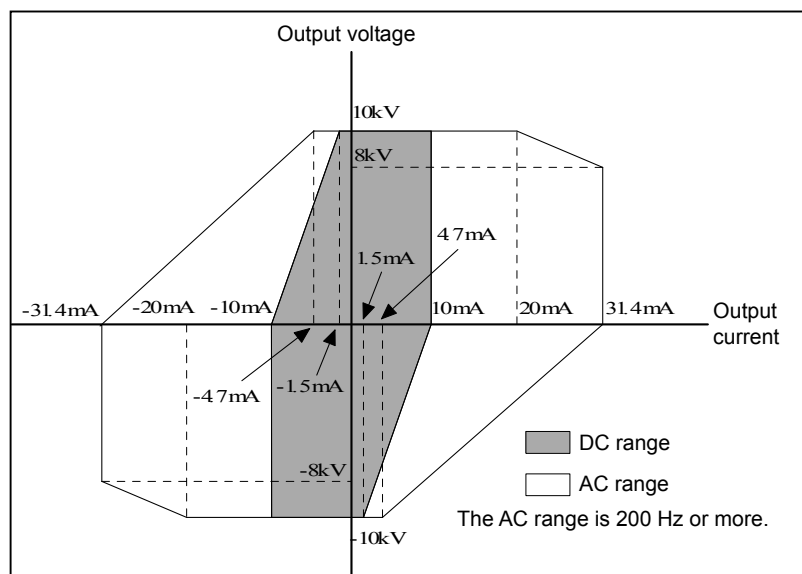 Output voltage
10kV
8kV
4.7mA
1.5mA
-31.4mA
-20mA
-10mA
10mA
20mA
31.4mA
Output
current
-4.7mA
-1.5mA
DC range
-8kV
AC range
The AC range is 200 Hz or more.
-10kV